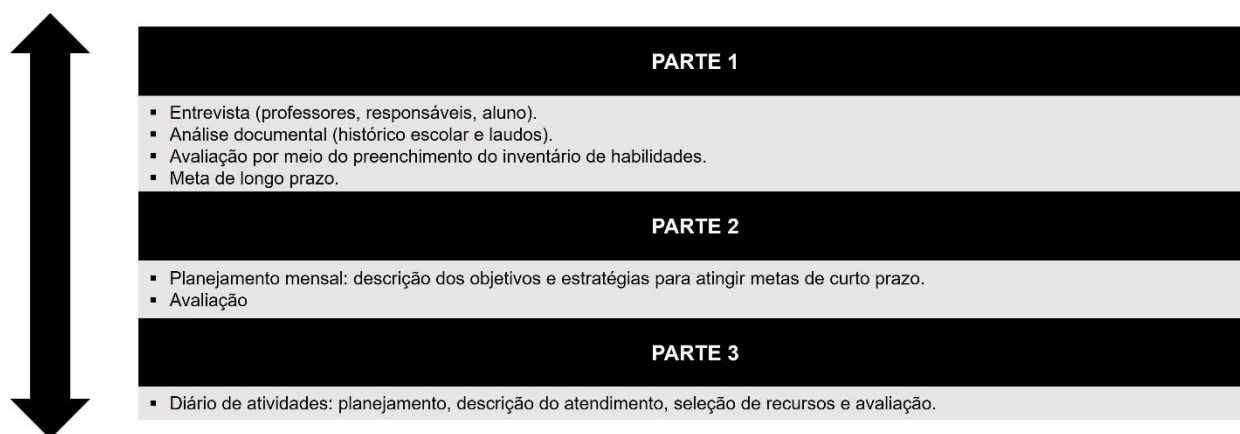 PARTE 1
▪ Entrevista (professores, responsáveis, aluno).
▪ Análise documental (histórico escolar e laudos).
▪ Avaliação por meio do preenchimento do inventário de habilidades.
▪ Meta de longo prazo.
PARTE 2
▪ Planejamento mensal: descrição dos objetivos e estratégias para atingir metas de curto prazo.
▪ Avaliação
PARTE 3
▪ Diário de atividades: planejamento, descrição do atendimento, seleção de recursos e avaliação.